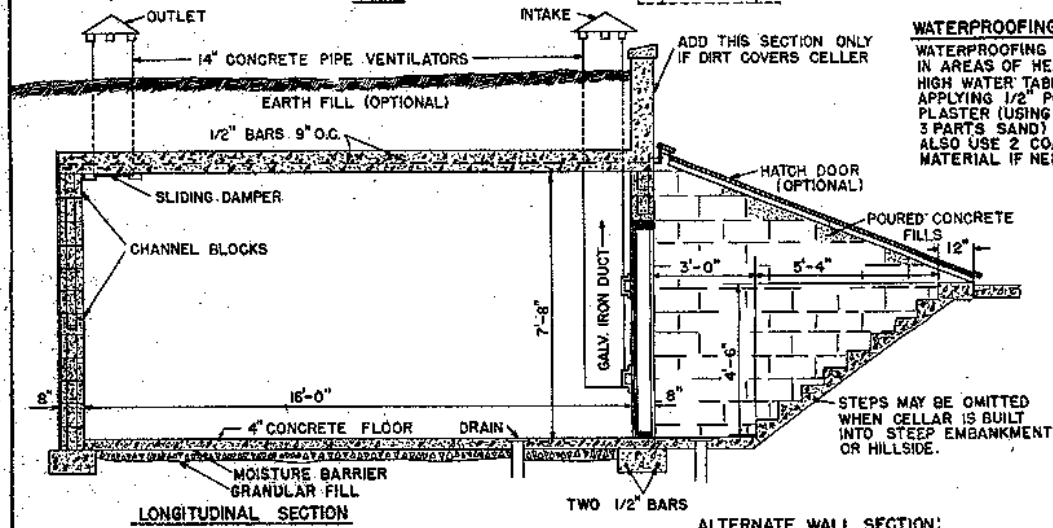 OUTLET
INTAKE
14" CONCRETE PIPE VENTILATORS
ADD THIS SECTION ONLY
IF DIRT COVERS CELLER
WATERPROOFING
WATERPROOFING
IN AREAS OF HE
HIGH WATER TAB
APPLYING 1/2" P
PLASTER (USING
3 PARTS SAND)
ALSO USE 2 CO
MATERIAL IF NE
EARTH FILL (OPTIONAL)
1/2" BARS 9" O.C.
SLIDING DAMPER
HATCH DOOR
(OPTIONAL)
CHANNEL BLOCKS
POURED CONCRETE
FILLS
12"
3'-0"
5'-4"
GALV. IRON DUCT
7'-8"
4'-6"
8"
16'-0"
8"
4" CONCRETE FLOOR
DRAIN
STEPS MAY BE OMITTED
WHEN CELLAR IS BUILT
INTO STEEP EMBANKMENT
OR HILLSIDE.
MOISTURE BARRIER
GRANULAR FILL
LONGITUDINAL SECTION
TWO 1/2" BARS
ALTERNATE WALL SECTION: